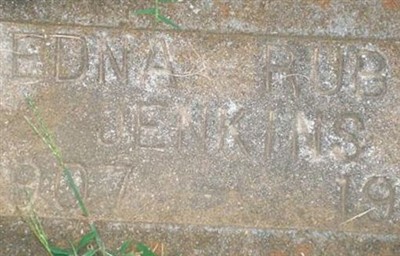 EDNA RUB
JENKINS
907 - 19